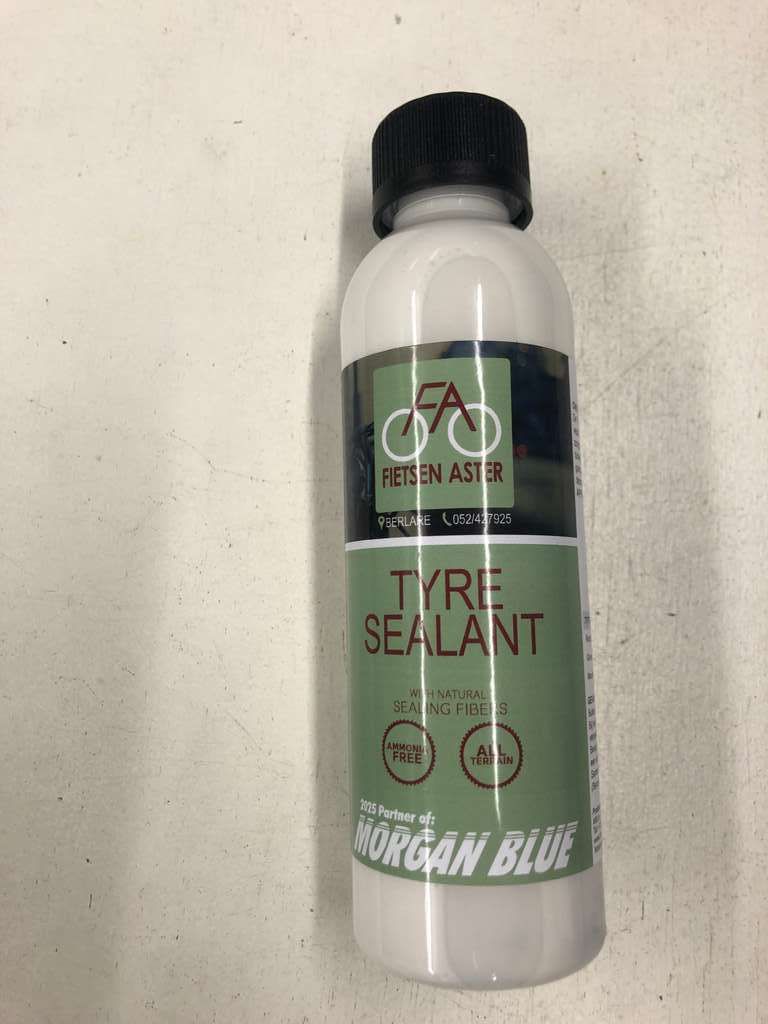 FA
FIETSEN ASTER
BERLARE 052/427925
TYRE
SEALANT
WITH NATURAL
SEALING FIBERS
AMMONIA
FREE
ALL
TERRAIN
2025 Partner of:
MORGAN BLUE